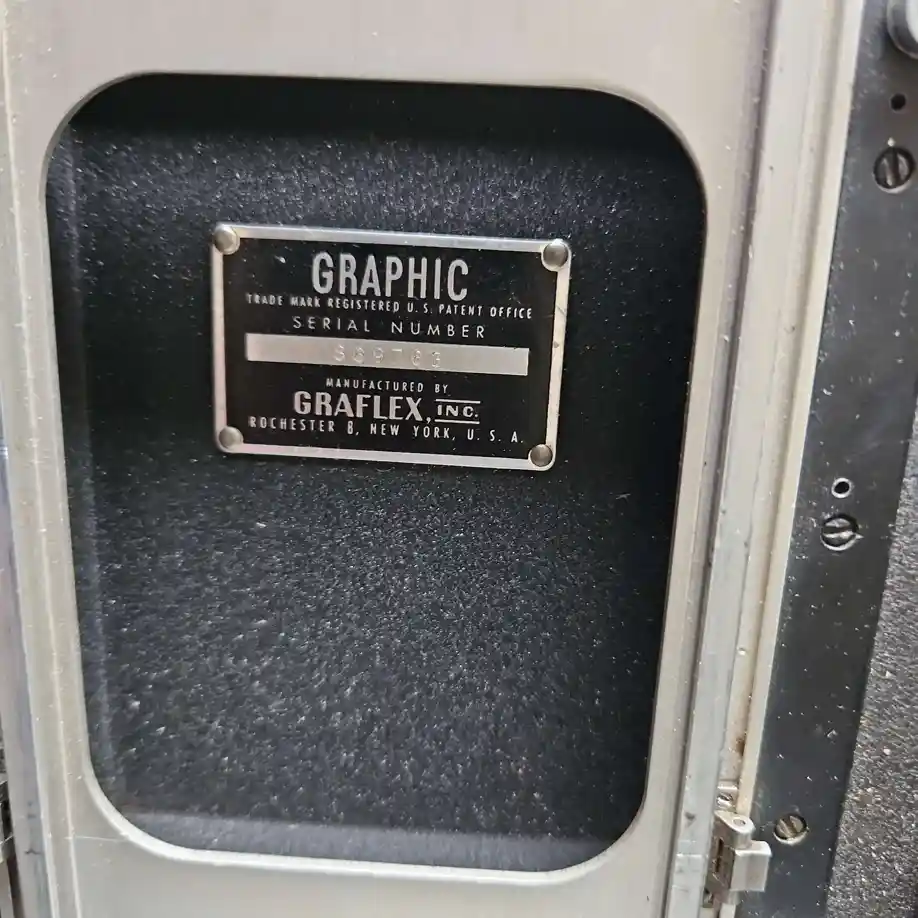 GRAPHIC
TRADE MARK REGISTERED U.S. PATENT OFFICE
SERIAL NUMBER
MANUFACTURED BY
GRAFLEX, INC.
ROCHESTER 8, NEW YORK, U. S. A.